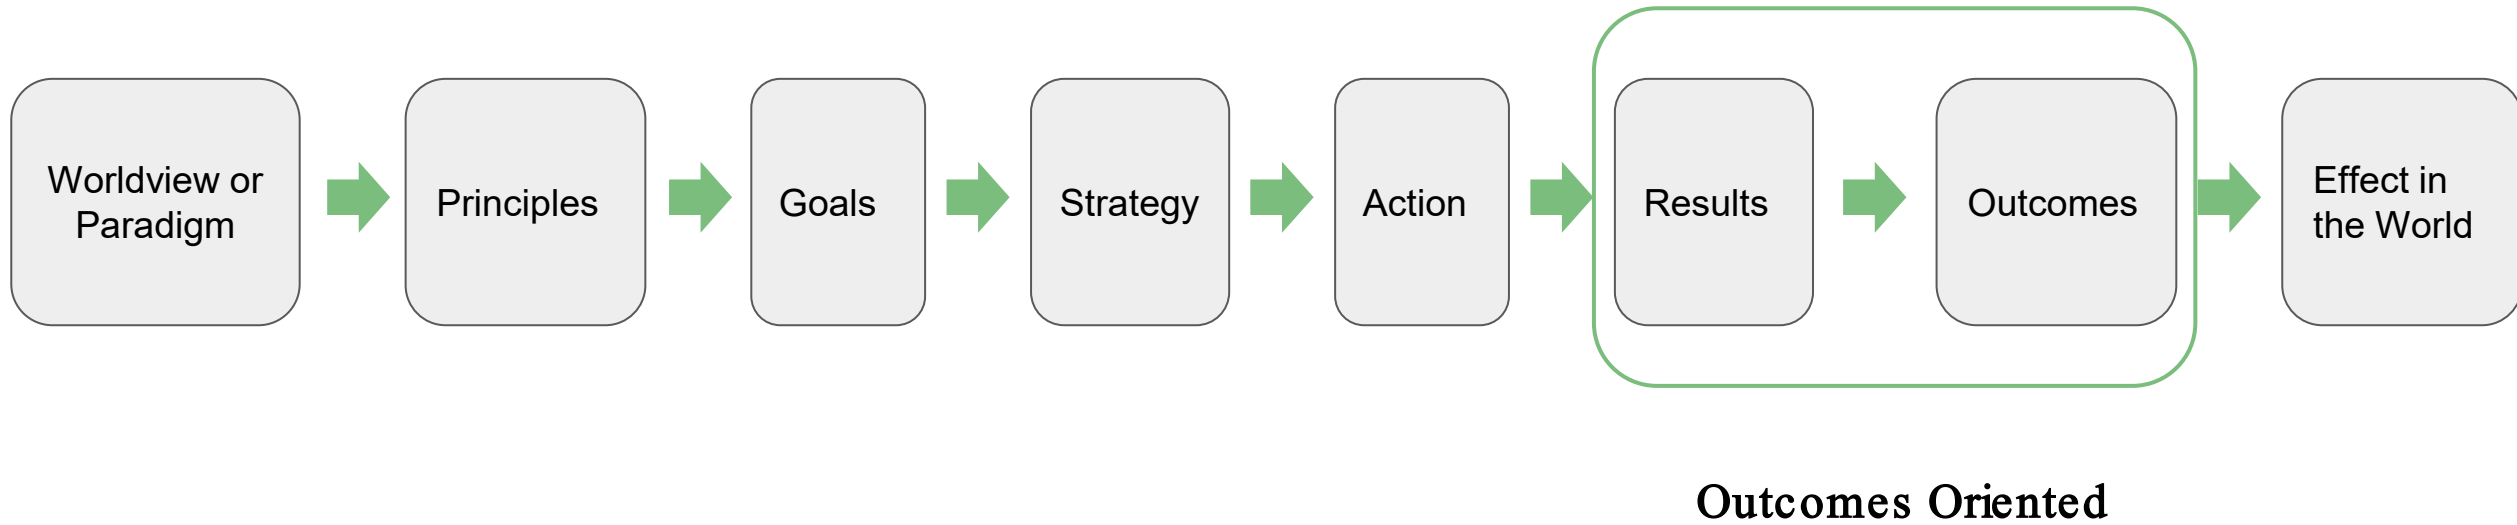 Worldview or
Paradigm
Principles
Goals
Strategy
Action
Results
Outcomes
Effect in
the World
Outcomes Oriented